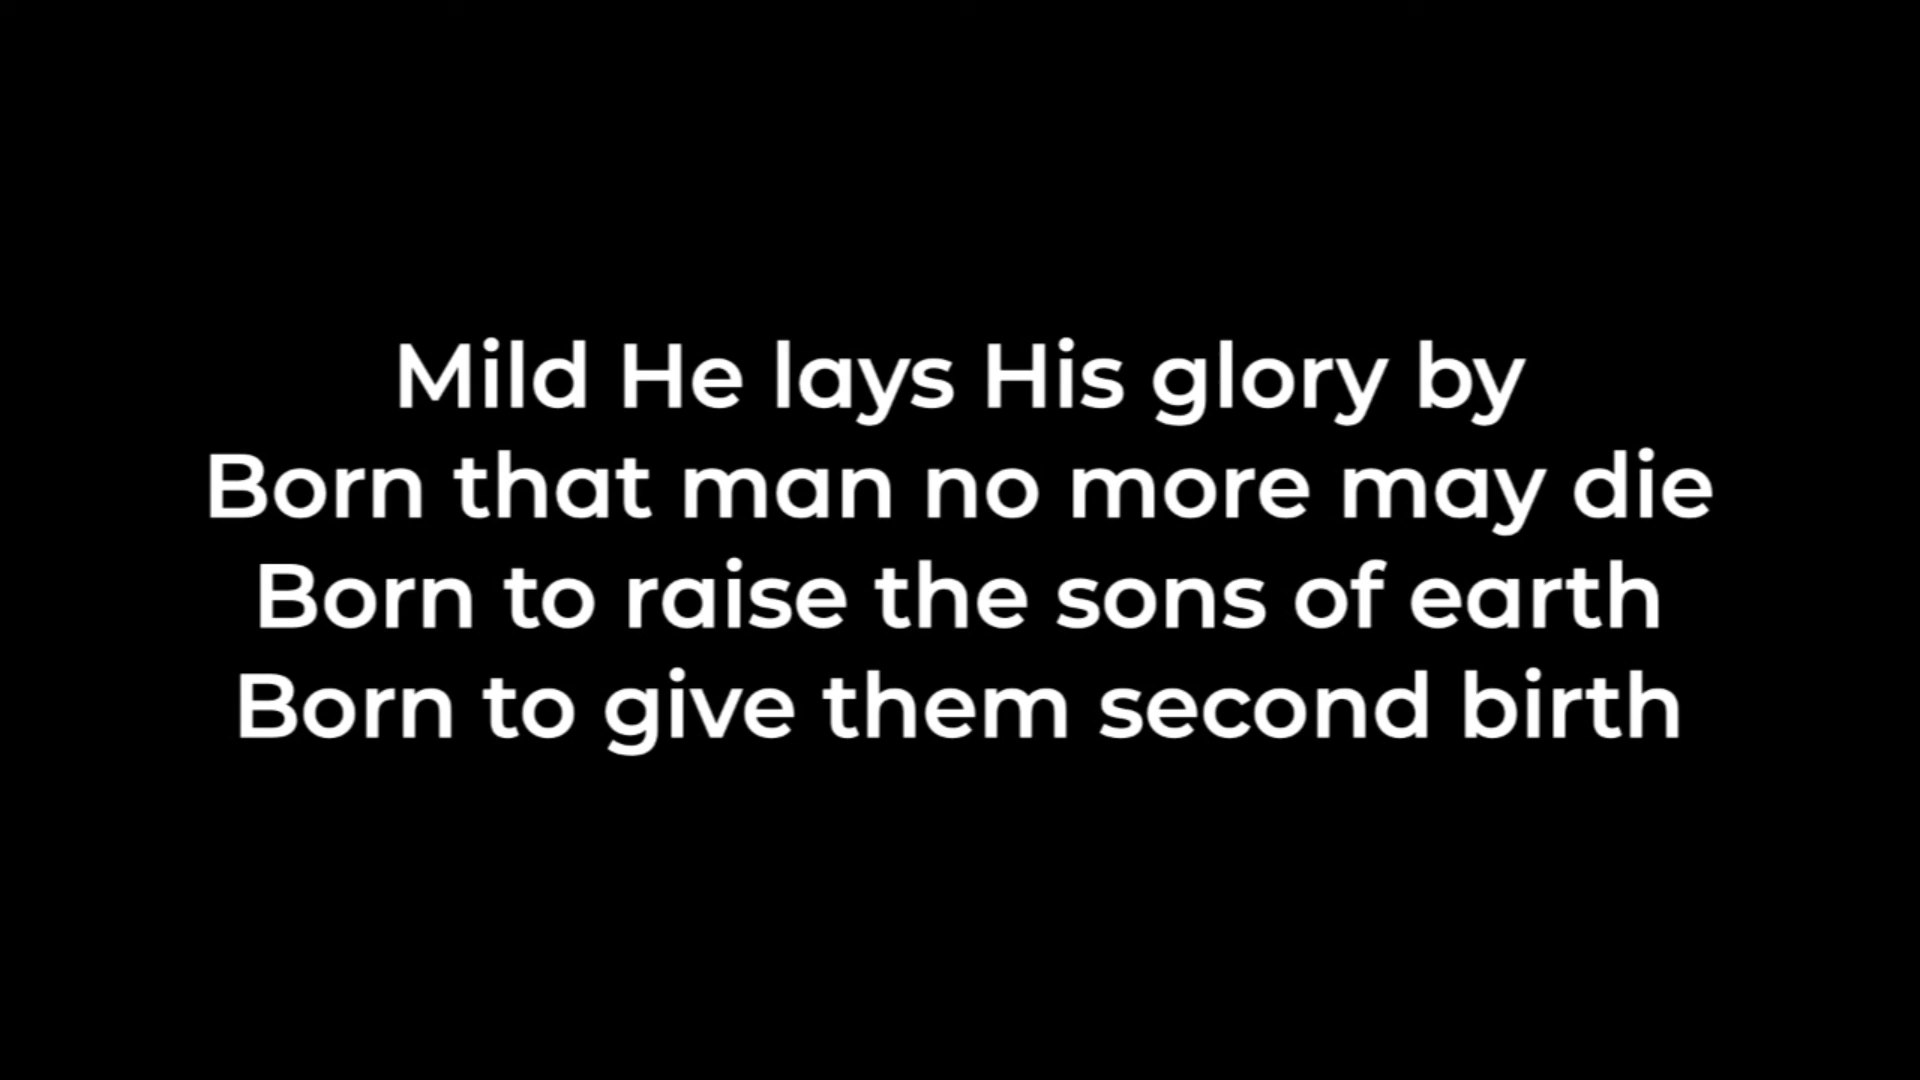 Mild He lays His glory by
Born that man no more may die
Born to raise the sons of earth
Born to give them second birth